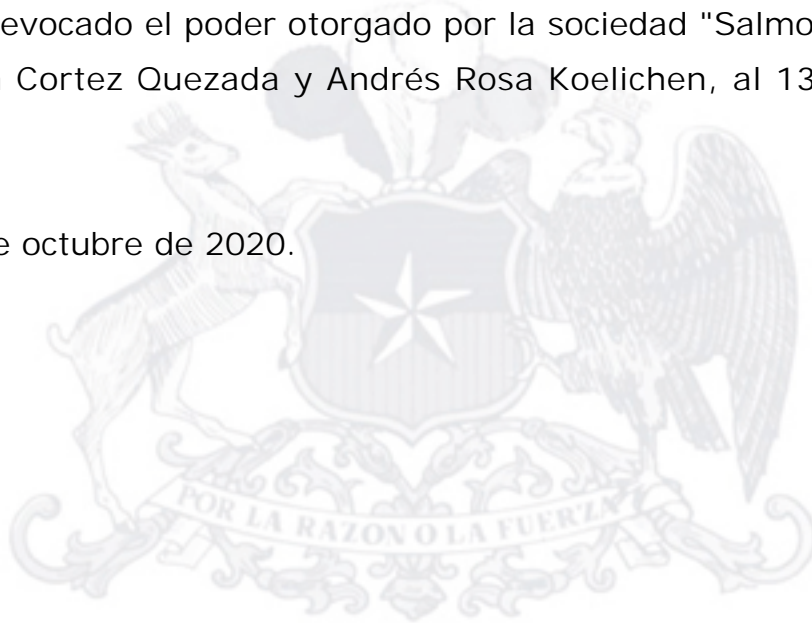 evocado el poder otorgado por la sociedad "Salmo
Cortez Quezada y Andrés Rosa Koelichen, al 13
e octubre de 2020.
POR LA RAZON O LA FUERZA